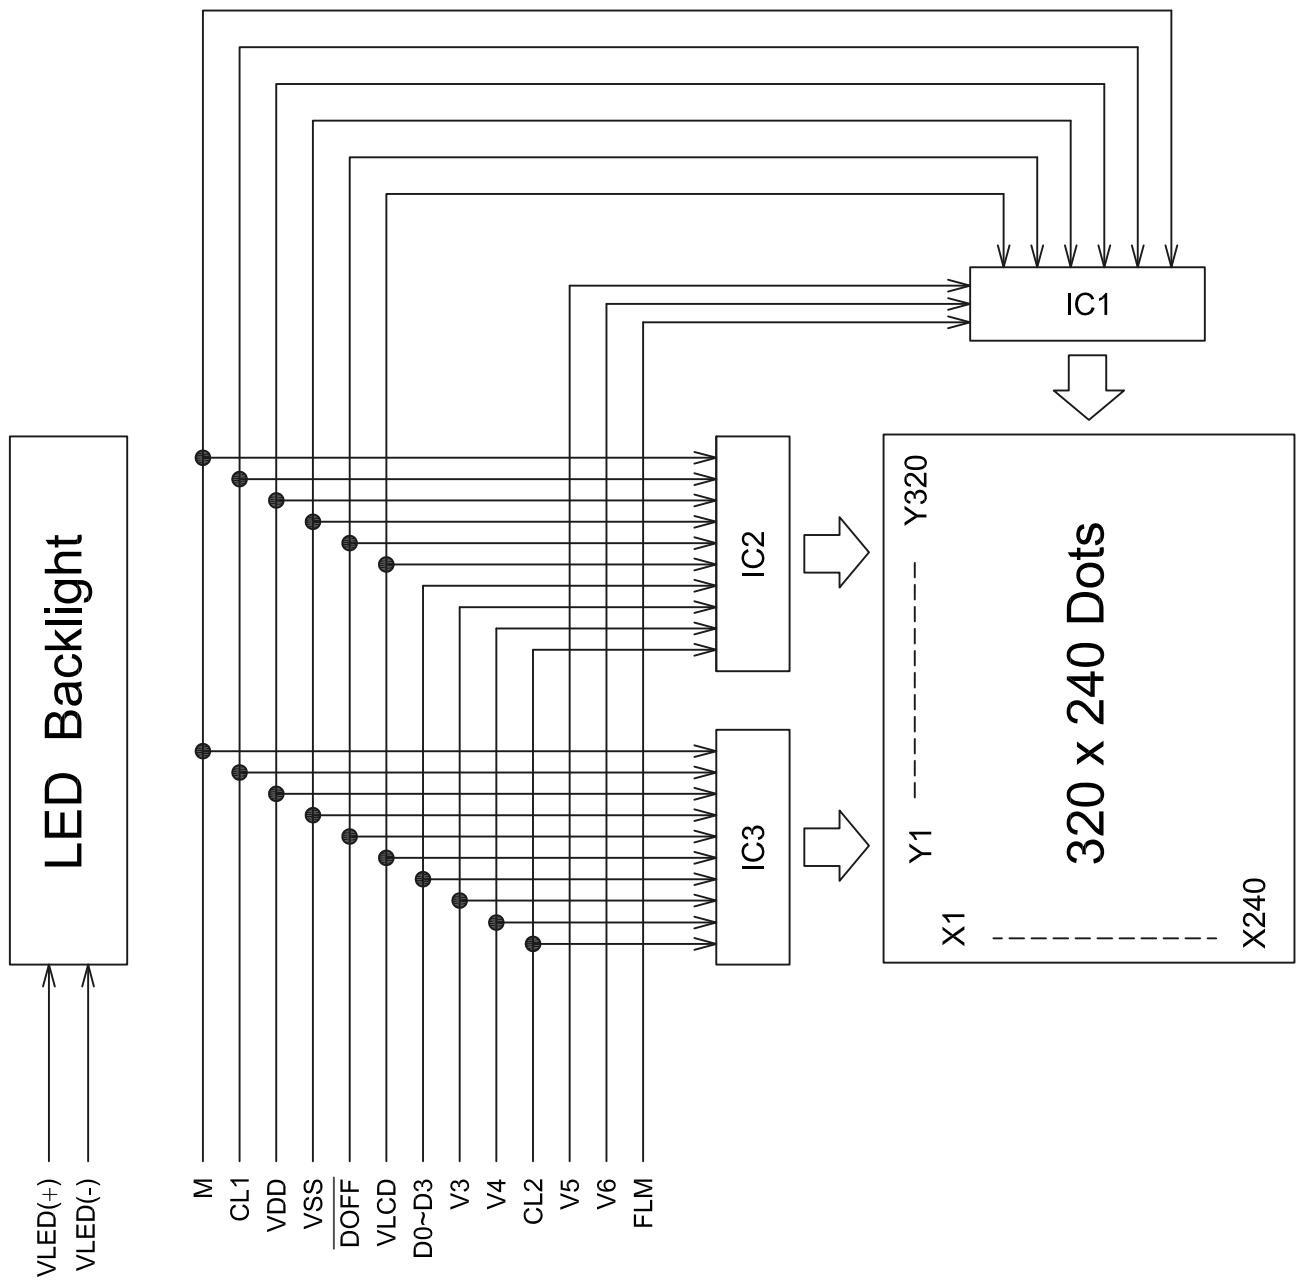 IC1
LED Backlight
IC2
IC3
Y320
Y1
320 x 240 Dots
X1
X240
VLED(+)
VLED(-)
M
CL1
VDD
VSS
DOFF
VLCD
D0~D3
V3
V4
CL2
V5
V6
FLM